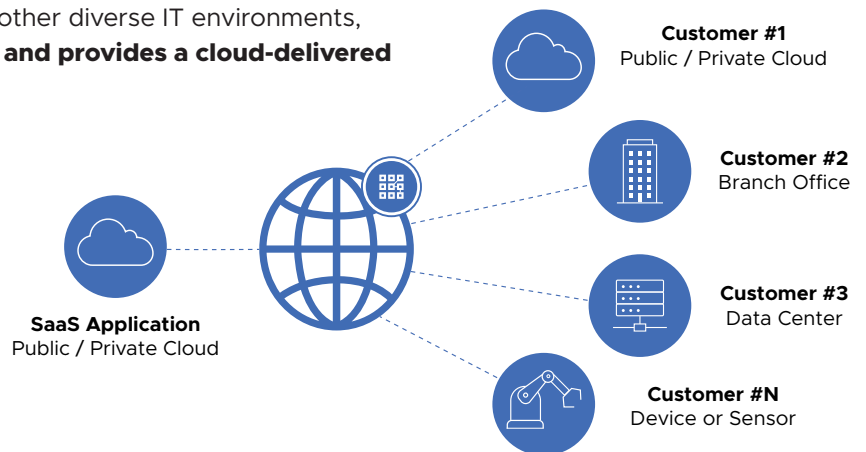 other diverse IT environments,
and provides a cloud-delivered
Customer #1
Public / Private Cloud
Customer #2
Branch Office
SaaS Application
Public / Private Cloud
Customer #3
Data Center
Customer #N
Device or Sensor